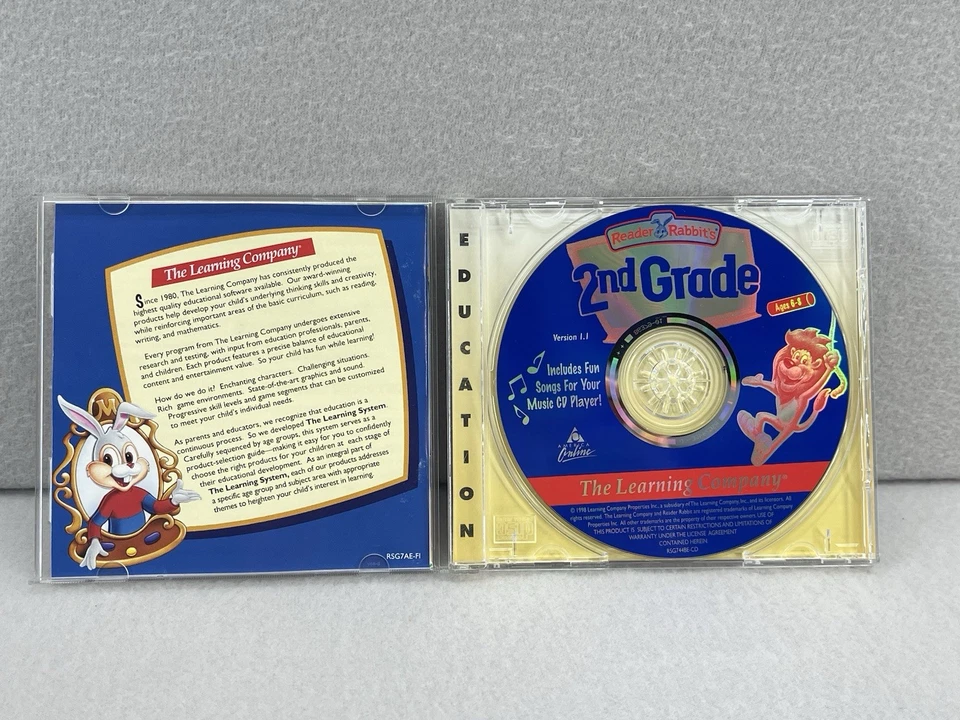 The Learning Company™
Since 1980, The Learning Company has consistently produced the
highest quality educational software available. Our award-winning
products help develop your child's underlying thinking skills and creativity,
while reinforcing important areas of the basic curriculum, such as reading,
writing, and mathematics.
Every program from The Learning Company undergoes extensive
research and testing, with input from education professionals, parents,
and children. Each product features a precise balance of educational
content and entertainment value. So your child has fun while learning!
How do we do it? Enchanting characters. Challenging situations.
Rich game environments. State-of-the-art graphics and sound.
Progressive skill levels and game segments that can be customized
to meet your child's individual needs.
As parents and educators, we recognize that education is a
continuous process. So we developed The Learning System.
Carefully sequenced by age groups, this system serves as a
product-selection guide—making it easy for you to confidently
choose the right products for your children at each stage of
their educational development. As an integral part of
The Learning System, each of our products addresses
a specific age group and subject area with appropriate
themes to heighten your child's interest in learning.
M
RSG7AE-FI
EDUCATION
Reader Rabbit's
2nd Grade
Ages 6-8
Version 1.1
Includes Fun
Songs For Your
Music CD Player!
AMERICA
Online
The Learning Company®
© 1998 Learning Company Properties Inc., a subsidiary of The Learning Company, Inc., and its licensors. All
rights reserved. The Learning Company and Reader Rabbit are registered trademarks of Learning Company
Properties Inc. All other trademarks are the property of their respective owners. USE OF
THIS PRODUCT IS SUBJECT TO CERTAIN RESTRICTIONS AND LIMITATIONS OF
WARRANTY UNDER THE LICENSE AGREEMENT
CONTAINED HEREIN.
RSG744BE-CD